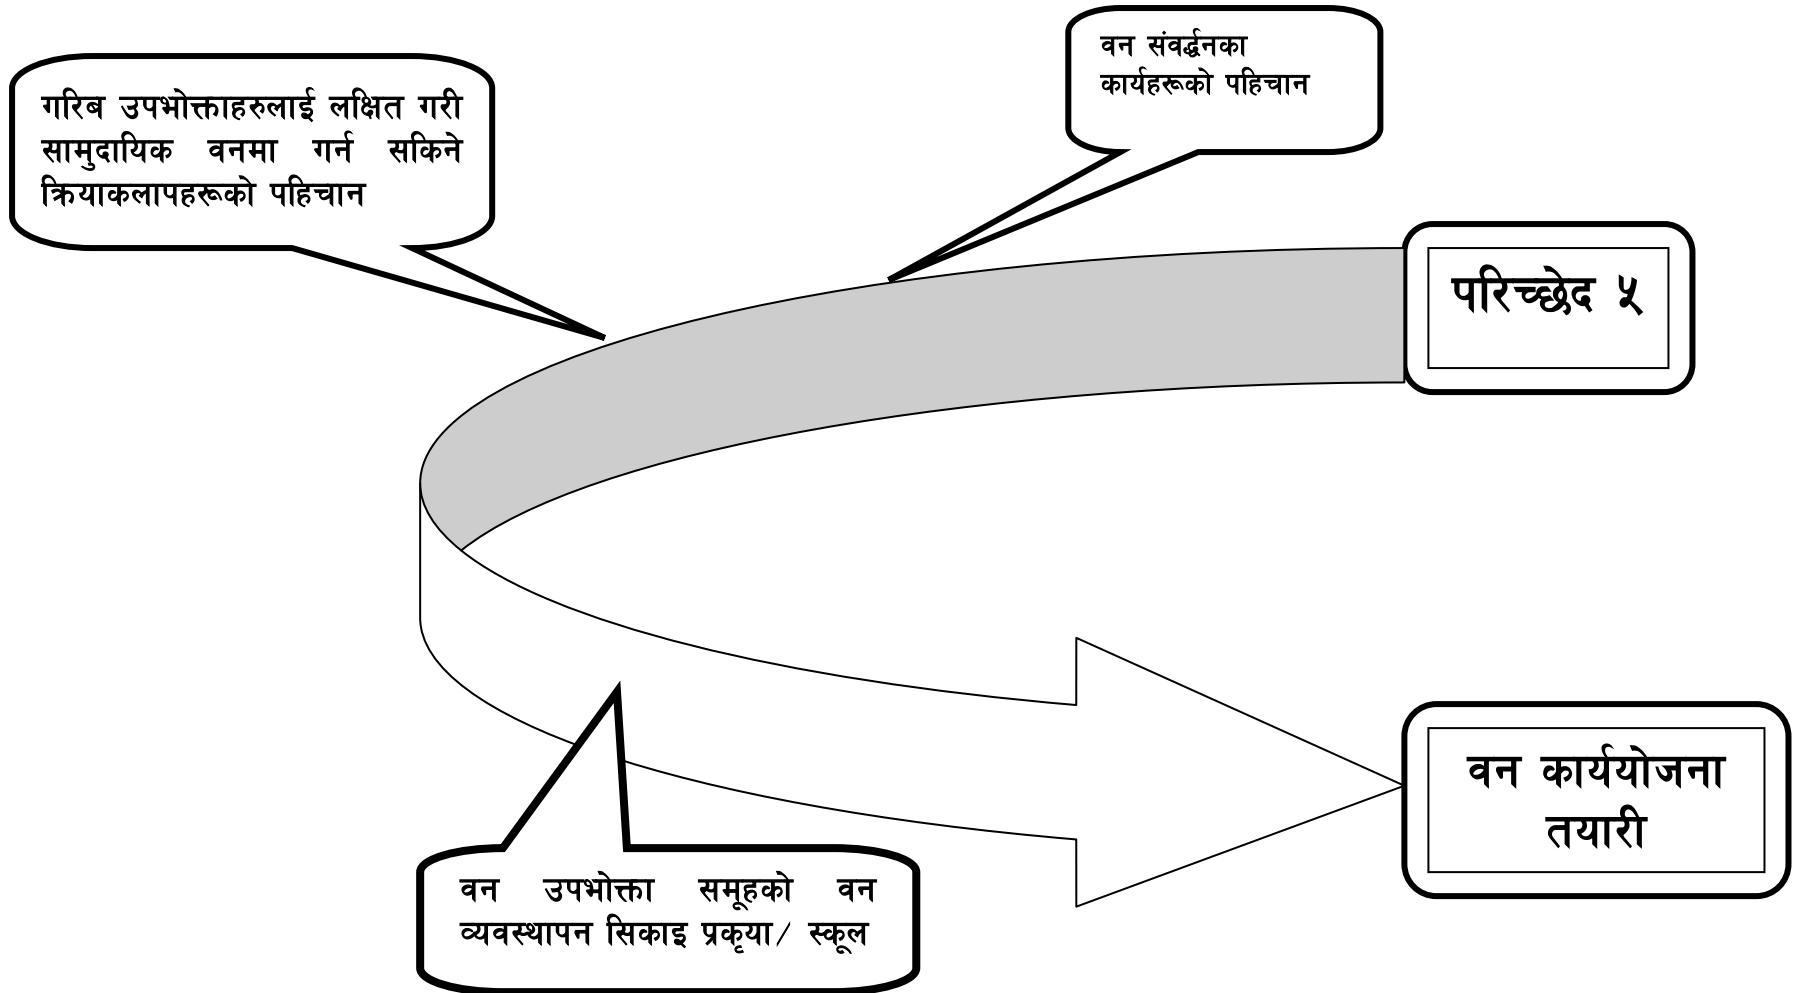 वन संवर्द्धनका
कार्यहरूको पहिचान
गरिब उपभोक्ताहरुलाई लक्षित गरी
सामुदायिक वनमा गर्न सकिने
क्रियाकलापहरूको पहिचान
परिच्छेद ५
वन कार्ययोजना
तयारी
वन उपभोक्ता समूहको वन
व्यवस्थापन सिकाइ प्रकृया/ स्कूल